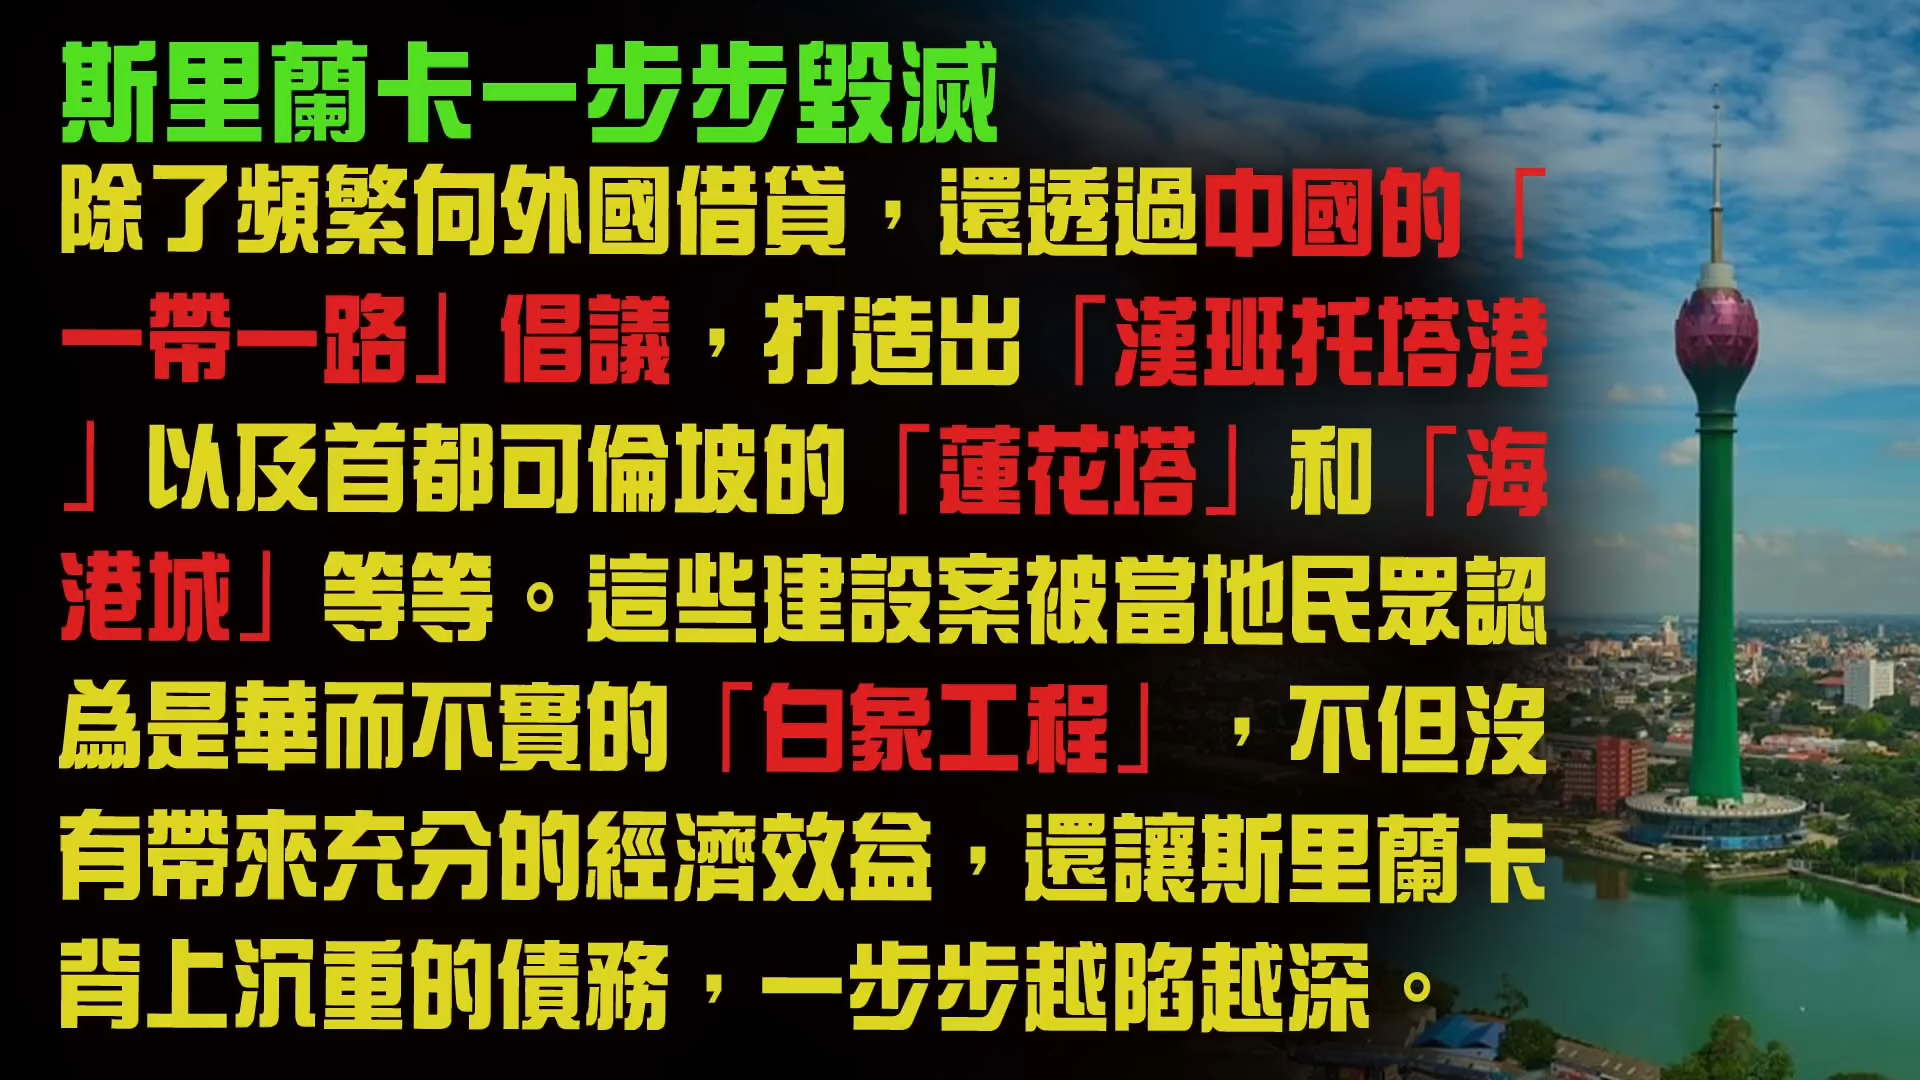 斯里蘭卡一步步毀滅
除了頻繁向外國借貸，還透過中國的「
一帶一路」倡議，打造出「漢班托塔港
」以及首都可倫坡的「蓮花塔」和「海
港城」等等。這些建設案被當地民眾認
為是華而不實的「白象工程」，不但沒
有帶來充分的經濟效益，還讓斯里蘭卡
背上沉重的債務，一步步越陷越深。